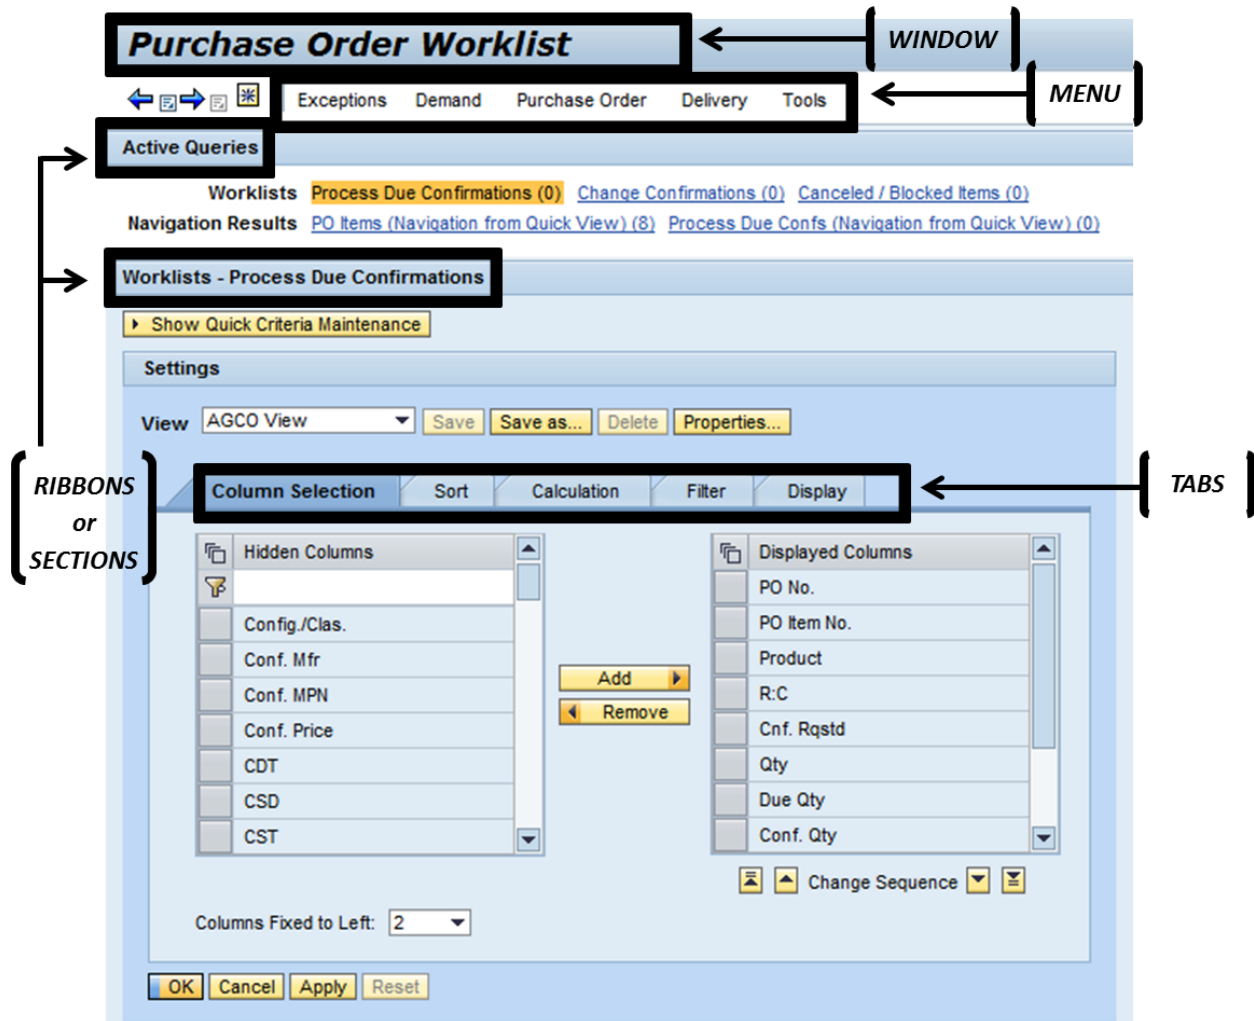 Purchase Order Worklist
WINDOW
Exceptions Demand Purchase Order Delivery Tools
MENU
Active Queries
Worklists Process Due Confirmations (0) Change Confirmations (0) Canceled / Blocked Items (0)
Navigation Results PO Items (Navigation from Quick View) (8) Process Due Confs (Navigation from Quick View) (0)
Worklists - Process Due Confirmations
Show Quick Criteria Maintenance
Settings
View AGCO View Save Save as... Delete Properties...
RIBBONS
or
SECTIONS
Column Selection Sort Calculation Filter Display
TABS
Hidden Columns
Config./Clas.
Conf. Mfr
Conf. MPN
Conf. Price
CDT
CSD
CST
Add
Remove
Displayed Columns
PO No.
PO Item No.
Product
R:C
Cnf. Rqstd
Qty
Due Qty
Conf. Qty
Change Sequence
Columns Fixed to Left: 2
OK Cancel Apply Reset